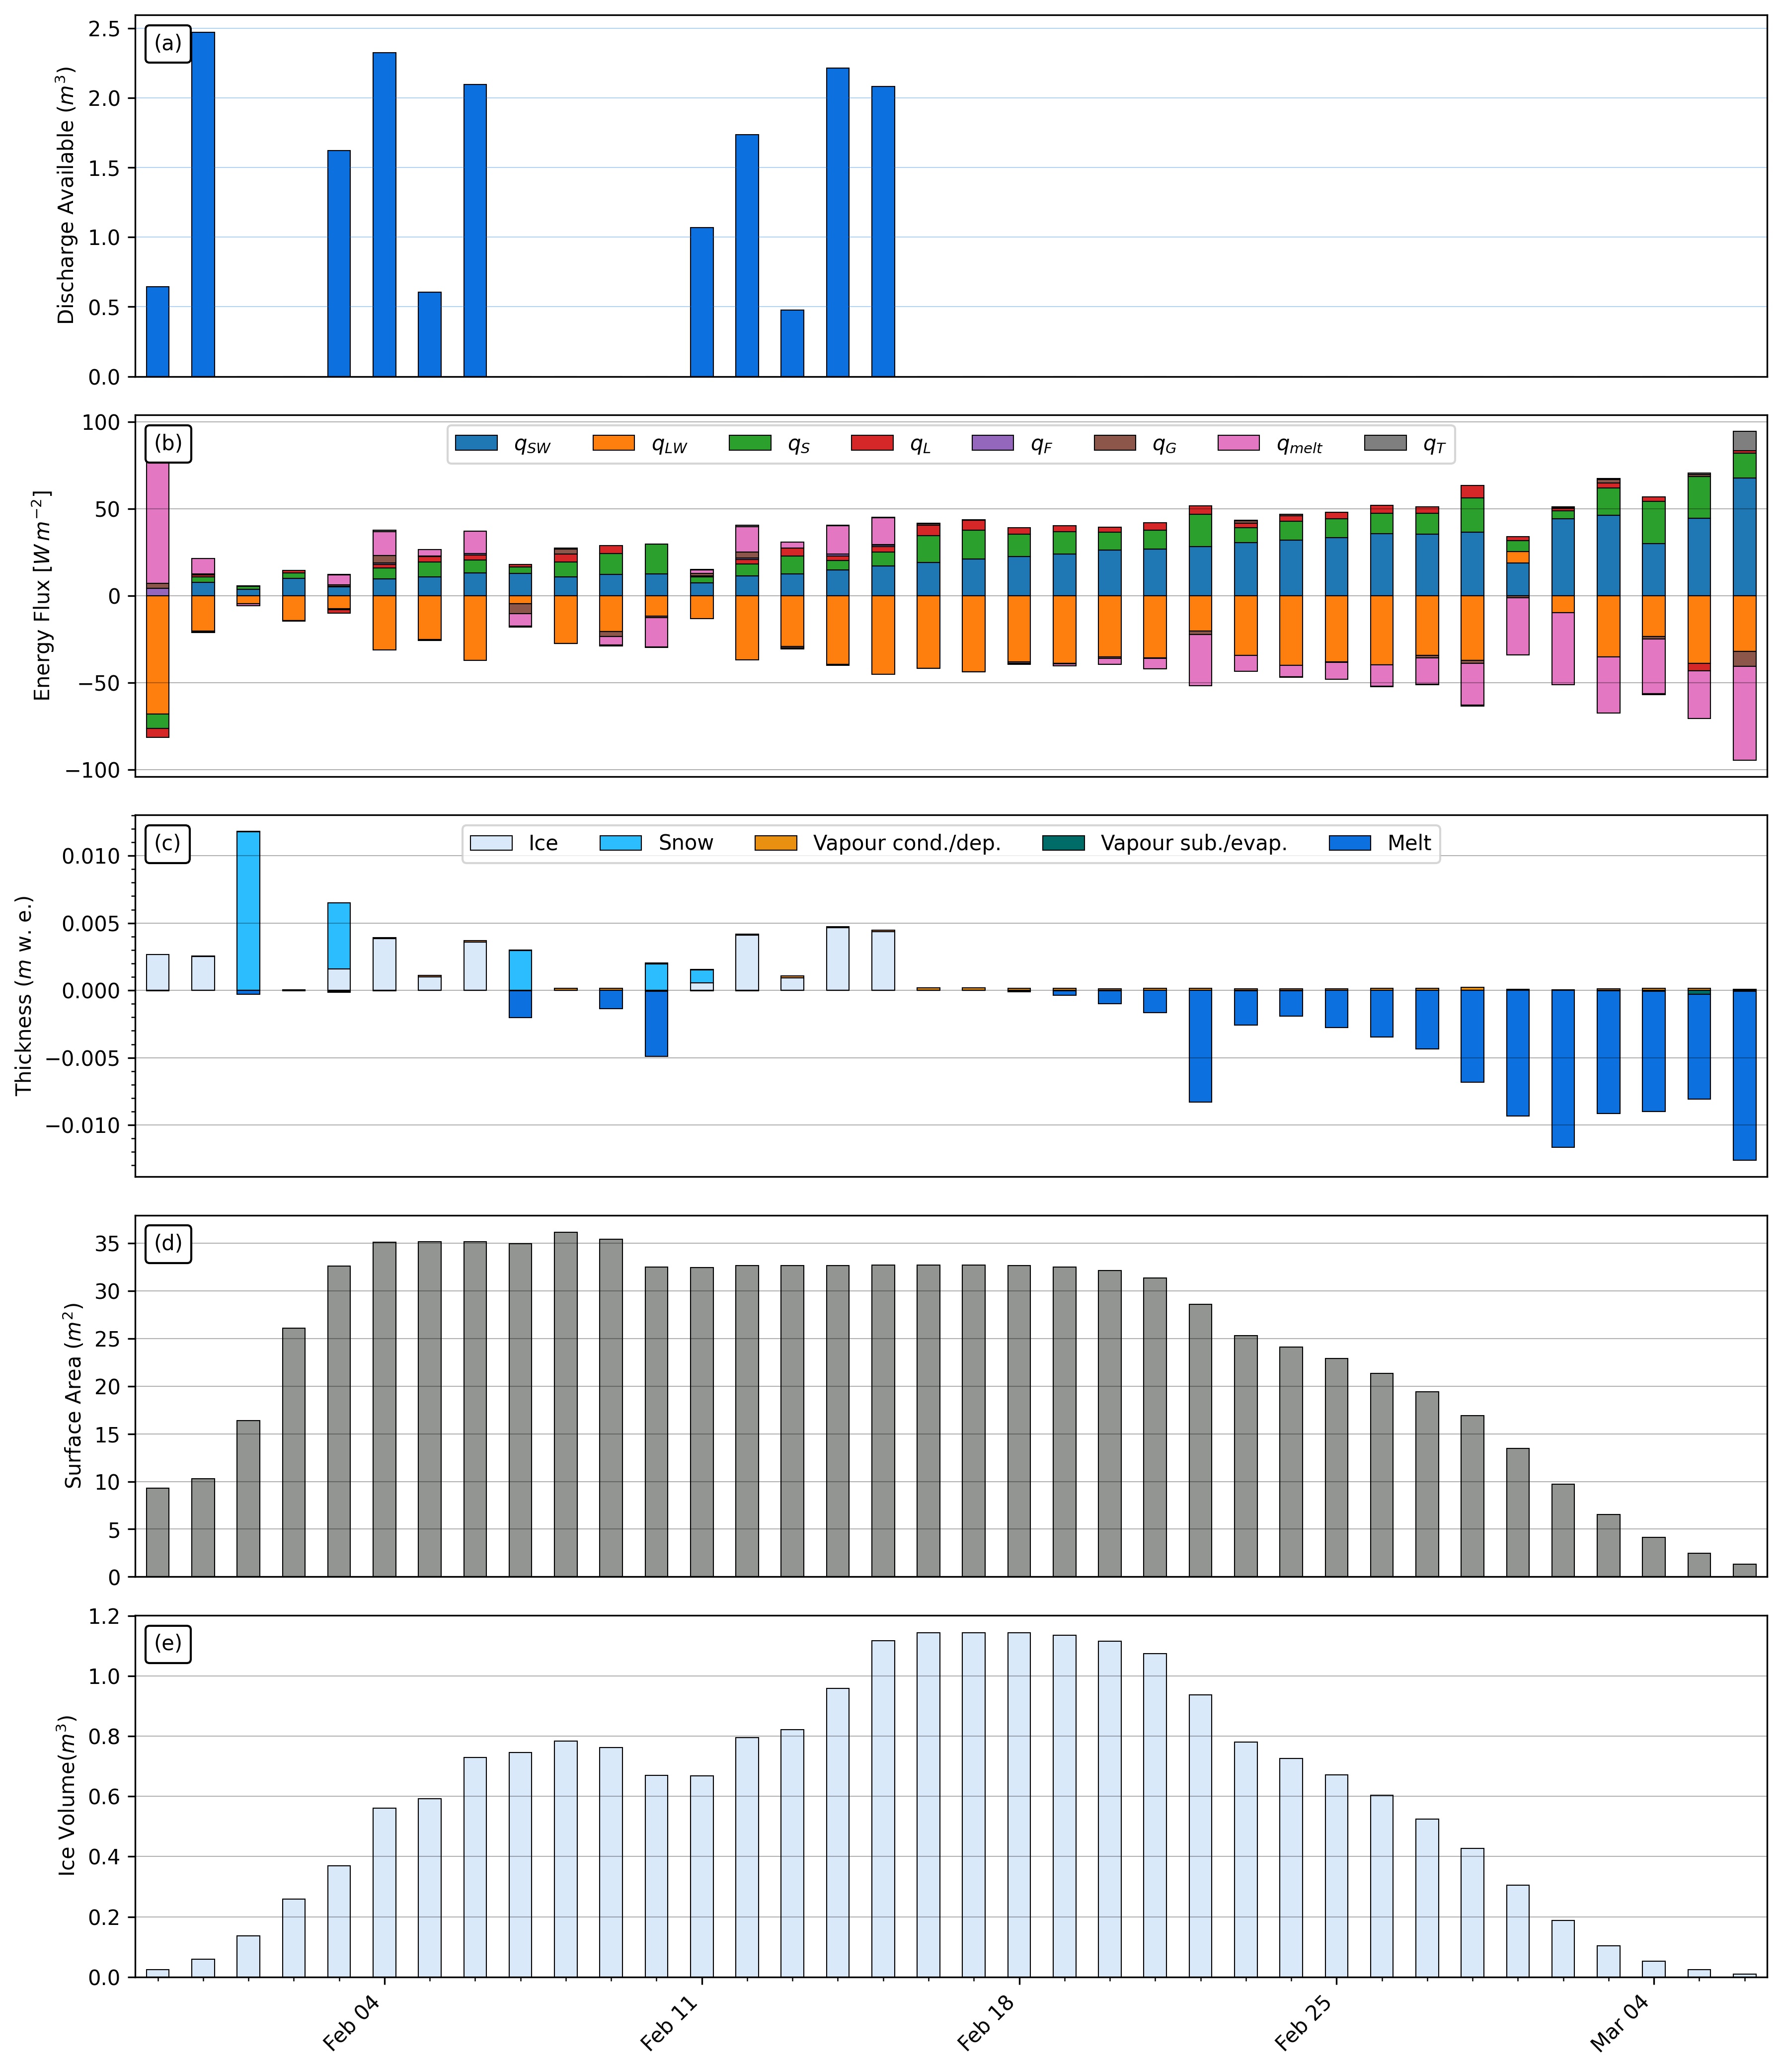 (a)
Discharge Available (m³)
2.5
2.0
1.5
1.0
0.5
0.0
(b)
q_SW q_LW q_S q_L q_F q_G q_melt q_T
Energy Flux [W m⁻²]
100
50
0
−50
−100
(c)
Ice Snow Vapour cond./dep. Vapour sub./evap. Melt
Thickness (m w. e.)
0.010
0.005
0.000
−0.005
−0.010
(d)
Surface Area (m²)
35
30
25
20
15
10
5
0
(e)
Ice Volume(m³)
1.2
1.0
0.8
0.6
0.4
0.2
0.0
Feb 04
Feb 11
Feb 18
Feb 25
Mar 04